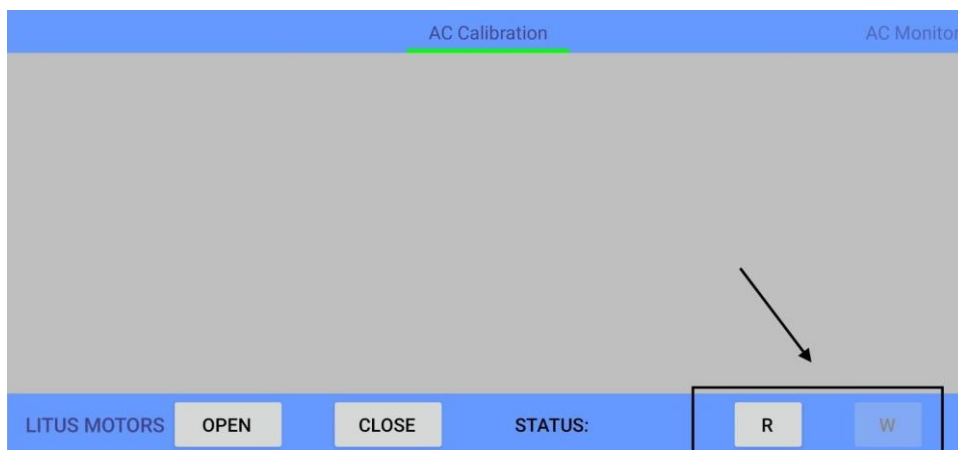 AC Calibration AC Monitor
LITUS MOTORS OPEN CLOSE STATUS: R W